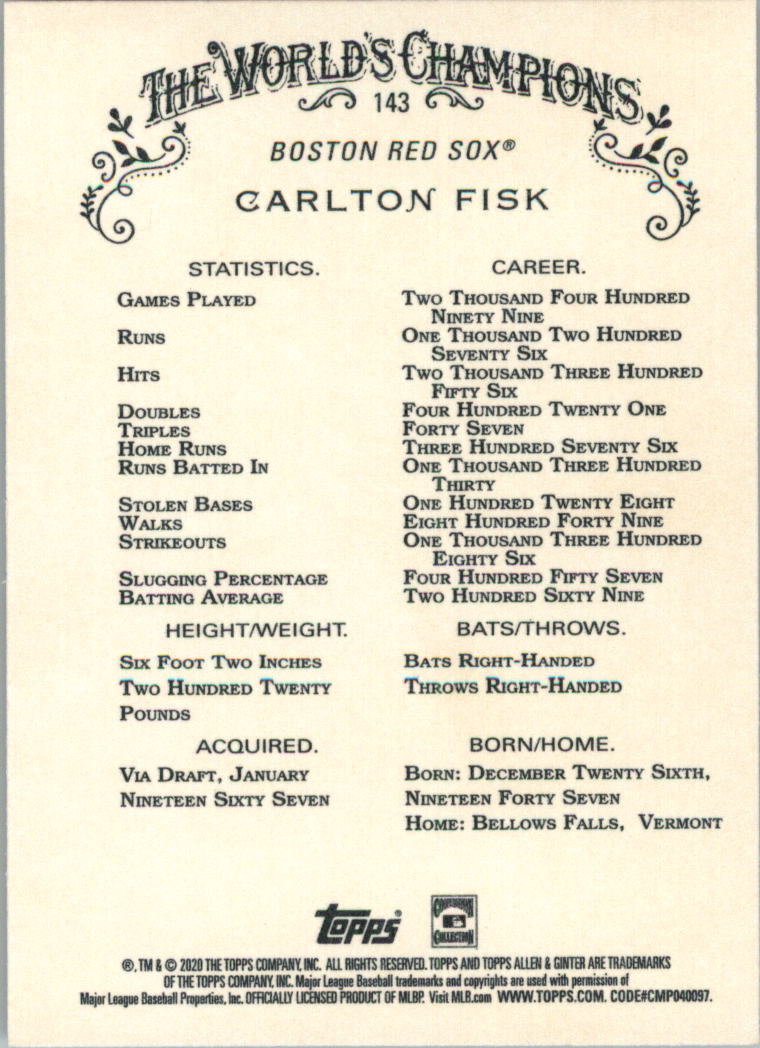 THE WORLD'S CHAMPIONS
143
BOSTON RED SOX®
CARLTON FISK
STATISTICS. CAREER.
GAMES PLAYED TWO THOUSAND FOUR HUNDRED
NINETY NINE
RUNS ONE THOUSAND TWO HUNDRED
SEVENTY SIX
HITS TWO THOUSAND THREE HUNDRED
FIFTY SIX
DOUBLES FOUR HUNDRED TWENTY ONE
TRIPLES FORTY SEVEN
HOME RUNS THREE HUNDRED SEVENTY SIX
RUNS BATTED IN ONE THOUSAND THREE HUNDRED
THIRTY
STOLEN BASES ONE HUNDRED TWENTY EIGHT
WALKS EIGHT HUNDRED FORTY NINE
STRIKEOUTS ONE THOUSAND THREE HUNDRED
EIGHTY SIX
SLUGGING PERCENTAGE FOUR HUNDRED FIFTY SEVEN
BATTING AVERAGE TWO HUNDRED SIXTY NINE
HEIGHT/WEIGHT. BATS/THROWS.
SIX FOOT TWO INCHES BATS RIGHT-HANDED
TWO HUNDRED TWENTY THROWS RIGHT-HANDED
POUNDS
ACQUIRED. BORN/HOME.
VIA DRAFT, JANUARY BORN: DECEMBER TWENTY SIXTH,
NINETEEN SIXTY SEVEN NINETEEN FORTY SEVEN
HOME: BELLOWS FALLS, VERMONT
topps® COOPERSTOWN
COLLECTION
®, TM & © 2020 THE TOPPS COMPANY, INC. ALL RIGHTS RESERVED. TOPPS AND TOPPS ALLEN & GINTER ARE TRADEMARKS
OF THE TOPPS COMPANY, INC. Major League Baseball trademarks and copyrights are used with permission of
Major League Baseball Properties, Inc. OFFICIALLY LICENSED PRODUCT OF MLBP. Visit MLB.com WWW.TOPPS.COM. CODE#CMP040097.